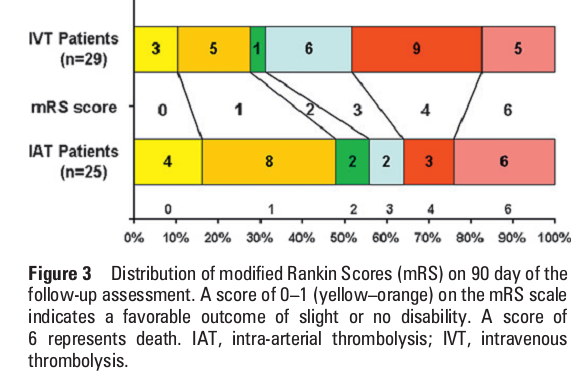 IVT Patients
(n=29)
3 5 1 6 9 5
mRS score
0 1 2 3 4 6
IAT Patients
(n=25)
4 8 2 2 3 6
0 1 2 3 4 6
0% 10% 20% 30% 40% 50% 60% 70% 80% 90% 100%
Figure 3 Distribution of modified Rankin Scores (mRS) on 90 day of the
follow-up assessment. A score of 0–1 (yellow–orange) on the mRS scale
indicates a favorable outcome of slight or no disability. A score of
6 represents death. IAT, intra-arterial thrombolysis; IVT, intravenous
thrombolysis.